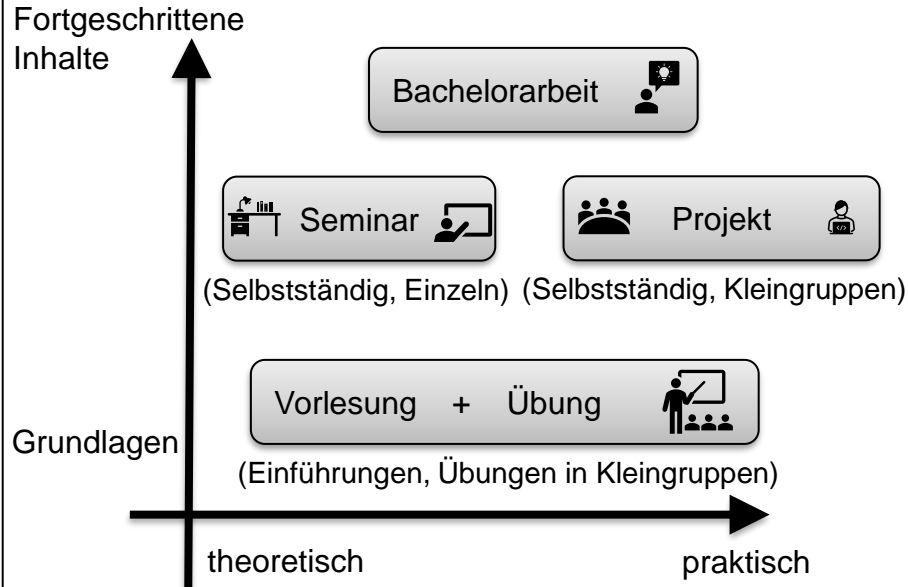 Fortgeschrittene
Inhalte
Bachelorarbeit
Seminar
Projekt
(Selbstständig, Einzeln)
(Selbstständig, Kleingruppen)
Vorlesung + Übung
Grundlagen
(Einführungen, Übungen in Kleingruppen)
theoretisch
praktisch